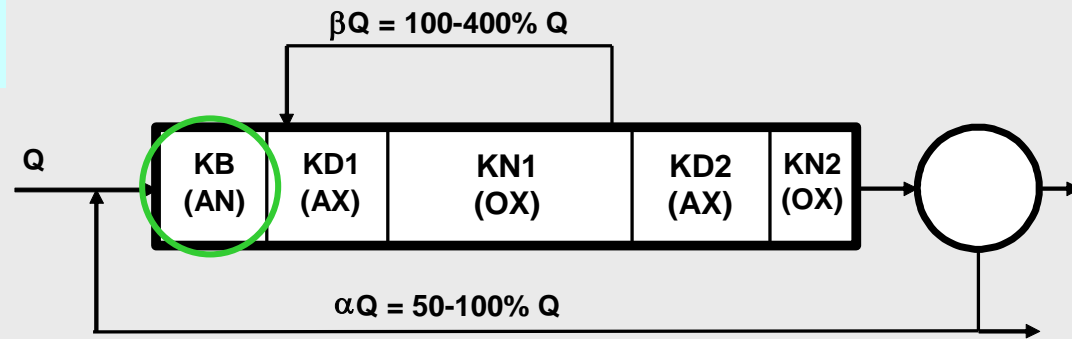 βQ = 100-400% Q
Q
KB
(AN)
KD1
(AX)
KN1
(OX)
KD2
(AX)
KN2
(OX)
αQ = 50-100% Q